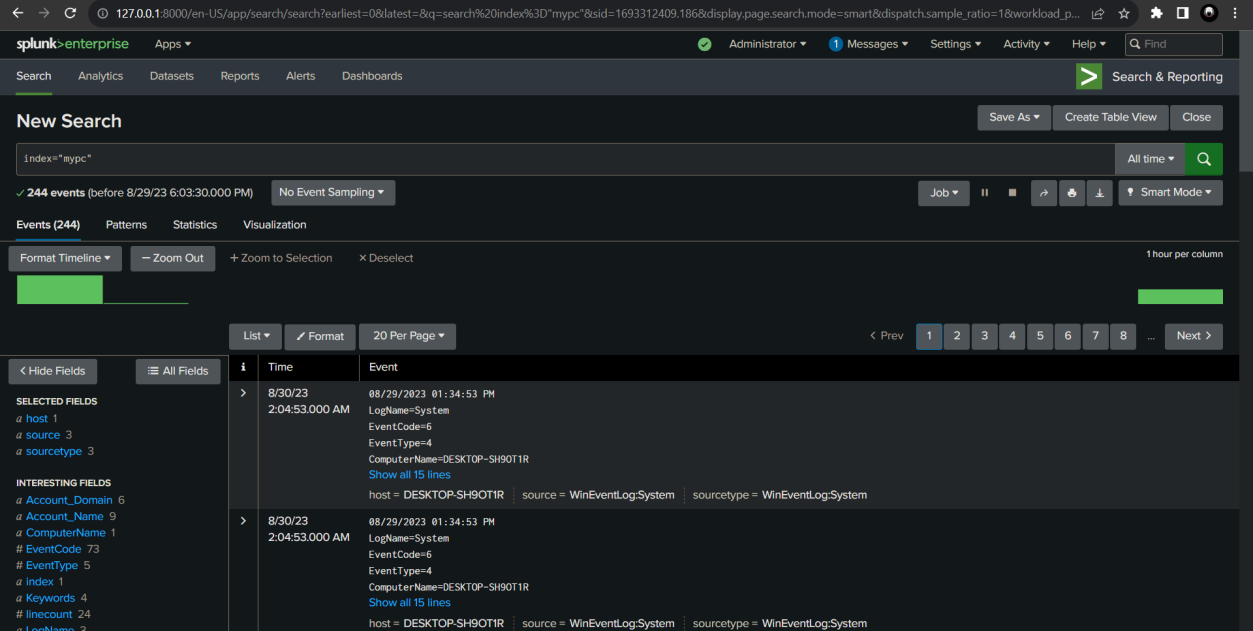 127.0.0.1:8000/en-US/app/search/search?earliest=0&latest=&q=search%20index%3D"mypc"&sid=1693312409.186&display.page.search.mode=smart&dispatch.sample_ratio=1&workload_p...
splunk>enterprise Apps Administrator 1 Messages Settings Activity Help Find
Search Analytics Datasets Reports Alerts Dashboards > Search & Reporting
New Search Save As Create Table View Close
index="mypc" All time
✓ 244 events (before 8/29/23 6:03:30.000 PM) No Event Sampling Job Smart Mode
Events (244) Patterns Statistics Visualization
Format Timeline — Zoom Out + Zoom to Selection × Deselect 1 hour per column
List Format 20 Per Page < Prev 1 2 3 4 5 6 7 8 ... Next >
< Hide Fields All Fields i Time Event
SELECTED FIELDS
a host 1
a source 3
a sourcetype 3
INTERESTING FIELDS
a Account_Domain 6
a Account_Name 9
a ComputerName 1
# EventCode 73
# EventType 5
a index 1
a Keywords 4
# linecount 24
a LogName 3
> 8/30/23 08/29/2023 01:34:53 PM
2:04:53.000 AM LogName=System
EventCode=6
EventType=4
ComputerName=DESKTOP-SH9OT1R
Show all 15 lines
host = DESKTOP-SH9OT1R source = WinEventLog:System sourcetype = WinEventLog:System
> 8/30/23 08/29/2023 01:34:53 PM
2:04:53.000 AM LogName=System
EventCode=6
EventType=4
ComputerName=DESKTOP-SH9OT1R
Show all 15 lines
host = DESKTOP-SH9OT1R source = WinEventLog:System sourcetype = WinEventLog:System